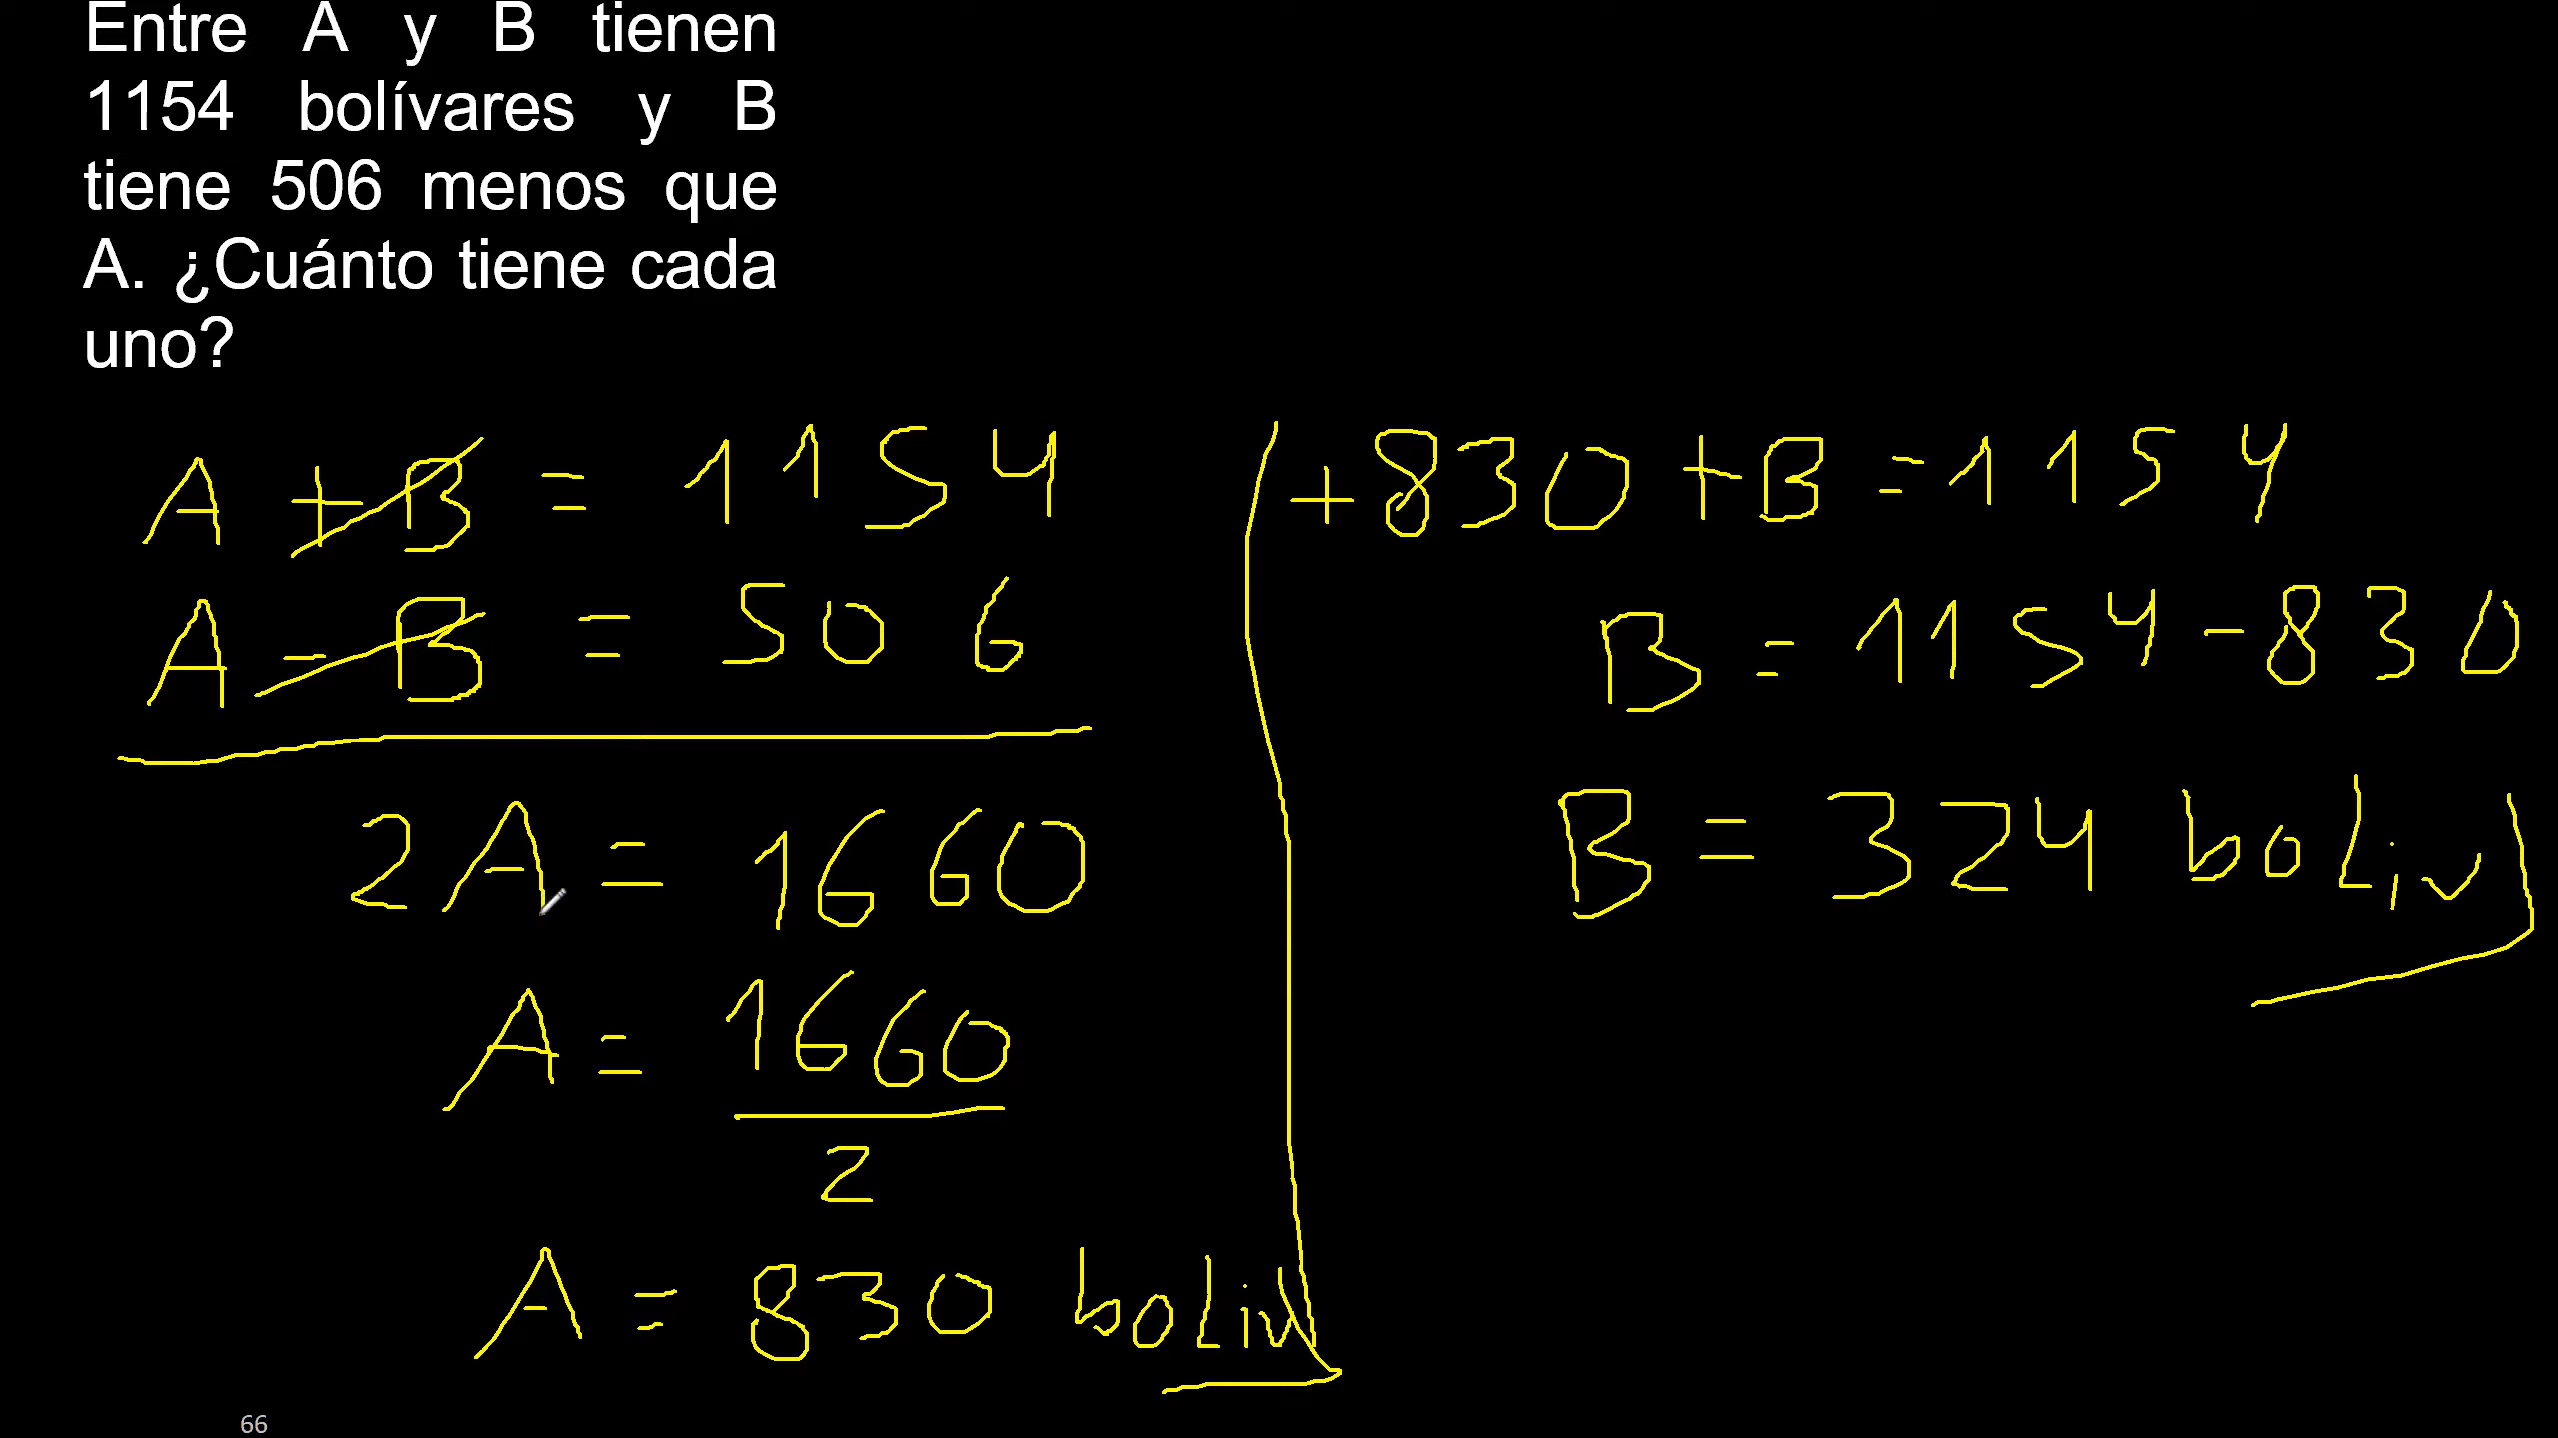 Entre A y B tienen
1154 bolívares y B
tiene 506 menos que
A. ¿Cuánto tiene cada
uno?
A + B = 1154
A - B = 506
2A = 1660
A = 1660
2
A = 830 boliv
+830 + B = 1154
B = 1154 - 830
B = 324 boliv
66